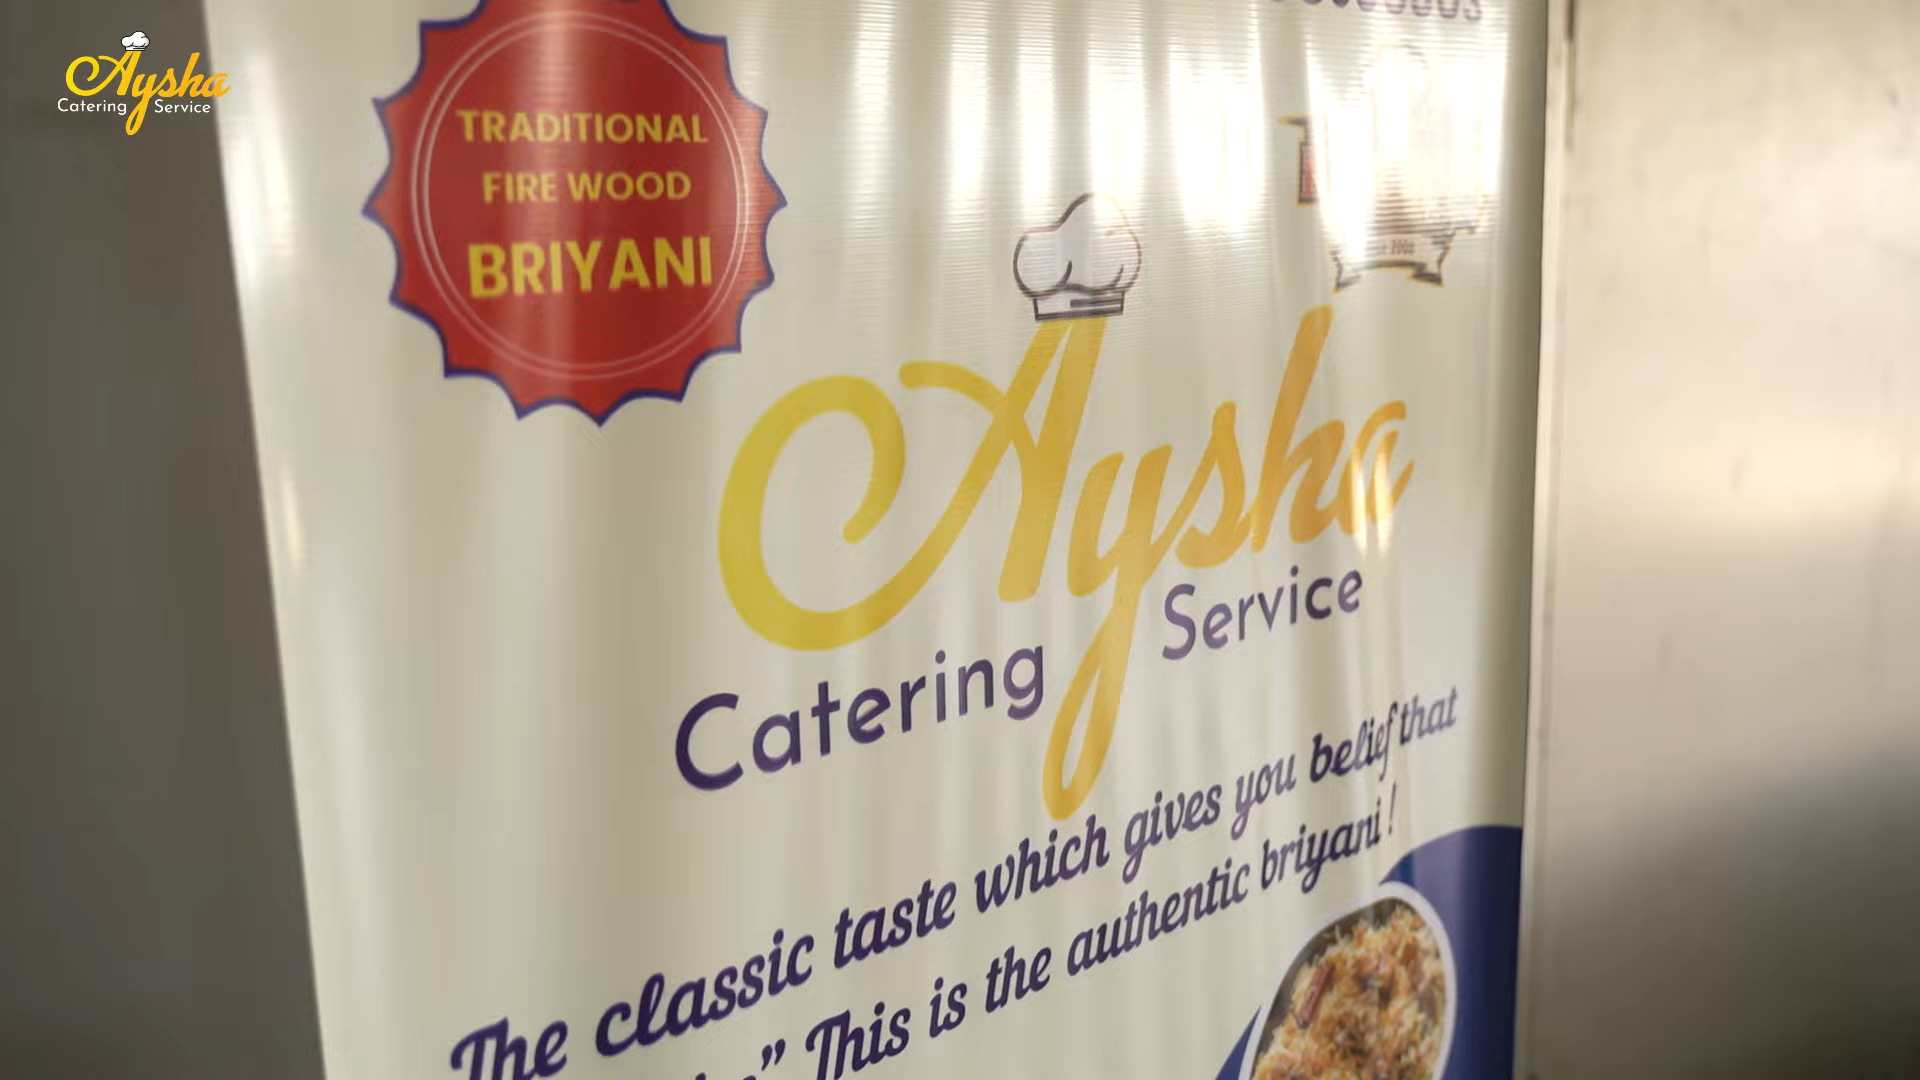 Aysha
Catering Service
TRADITIONAL
FIRE WOOD
BRIYANI
Aysha
Catering Service
The classic taste which gives you belief that
” This is the authentic briyani !